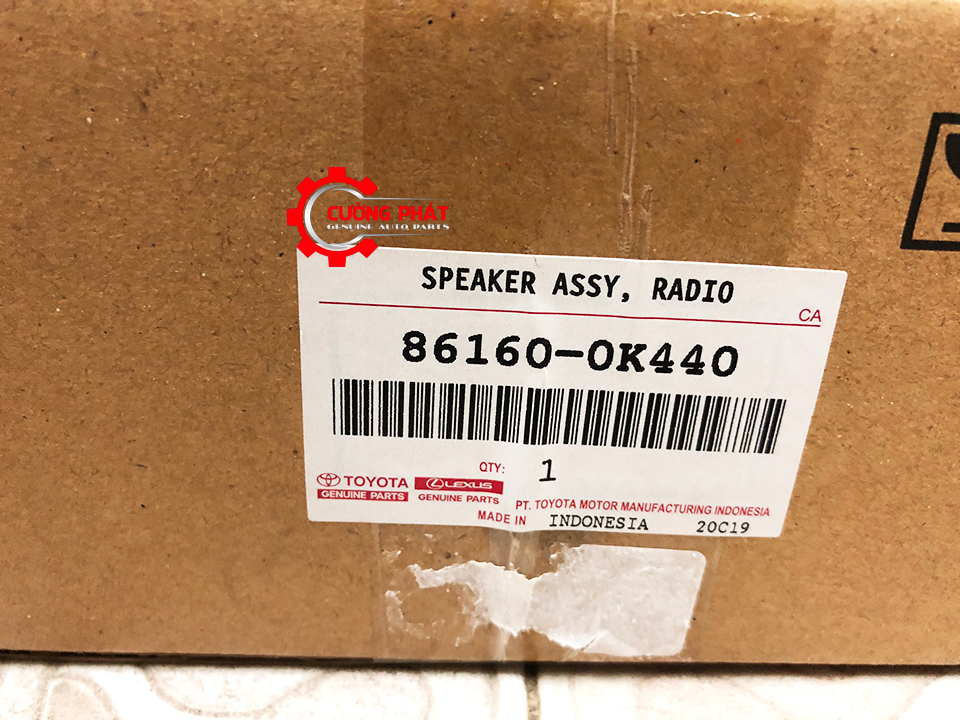 CƯỜNG PHÁT
GENUINE AUTO PARTS
SPEAKER ASSY, RADIO
CA
86160-0K440
QTY: 1
TOYOTA LEXUS
GENUINE PARTS GENUINE PARTS
PT. TOYOTA MOTOR MANUFACTURING INDONESIA
MADE IN INDONESIA 20C19